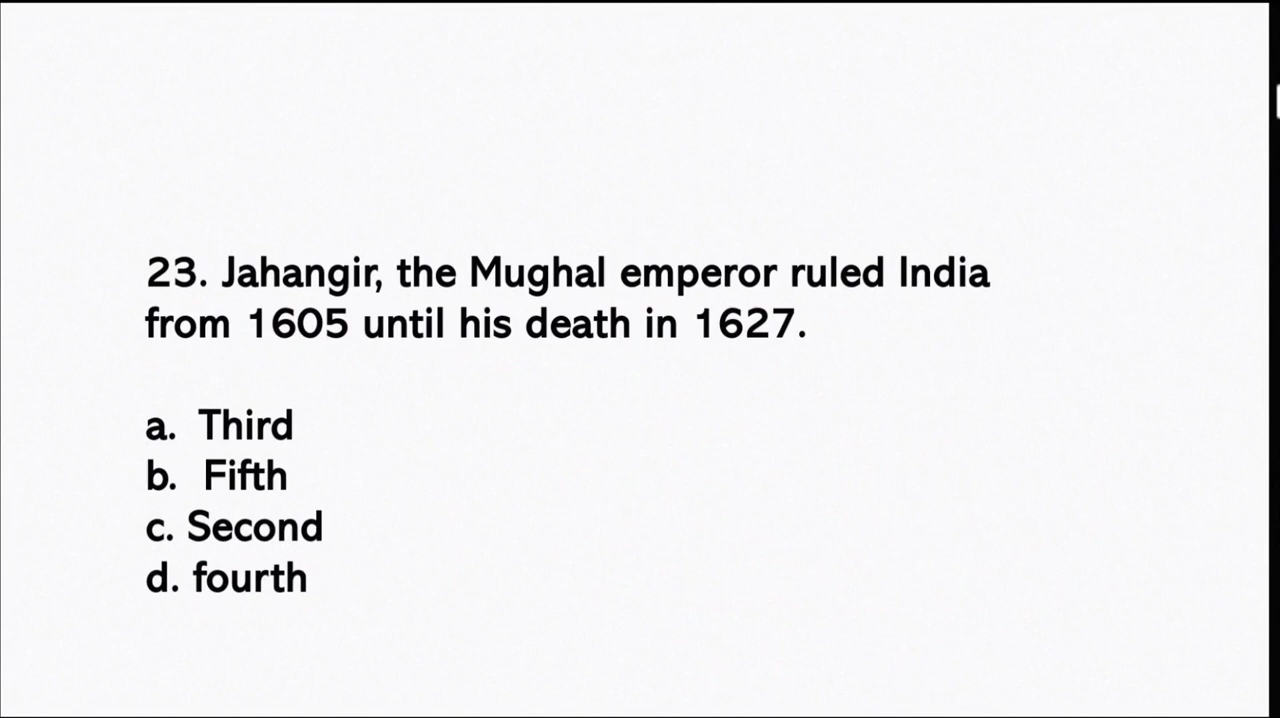 23. Jahangir, the Mughal emperor ruled India
from 1605 until his death in 1627.
a. Third
b. Fifth
c. Second
d. fourth